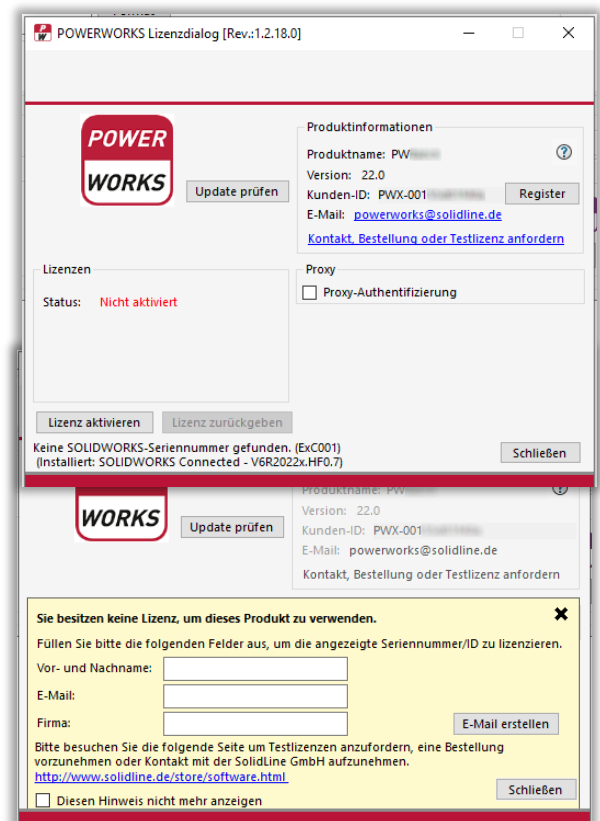 POWERWORKS Lizenzdialog [Rev.:1.2.18.0]
POWER
WORKS
Update prüfen
Produktinformationen
Produktname: PW
Version: 22.0
Kunden-ID: PWX-001
Register
E-Mail: powerworks@solidline.de
Kontakt, Bestellung oder Testlizenz anfordern
Lizenzen
Status: Nicht aktiviert
Proxy
Proxy-Authentifizierung
Lizenz aktivieren
Lizenz zurückgeben
Keine SOLIDWORKS-Seriennummer gefunden. (ExC001)
(Installiert: SOLIDWORKS Connected - V6R2022x.HF0.7)
Schließen
WORKS
Update prüfen
Produktname: PW
Version: 22.0
Kunden-ID: PWX-001
E-Mail: powerworks@solidline.de
Kontakt, Bestellung oder Testlizenz anfordern
Sie besitzen keine Lizenz, um dieses Produkt zu verwenden.
Füllen Sie bitte die folgenden Felder aus, um die angezeigte Seriennummer/ID zu lizenzieren.
Vor- und Nachname:
E-Mail:
Firma:
E-Mail erstellen
Bitte besuchen Sie die folgende Seite um Testlizenzen anzufordern, eine Bestellung
vorzunehmen oder Kontakt mit der SolidLine GmbH aufzunehmen.
http://www.solidline.de/store/software.html
Schließen
Diesen Hinweis nicht mehr anzeigen